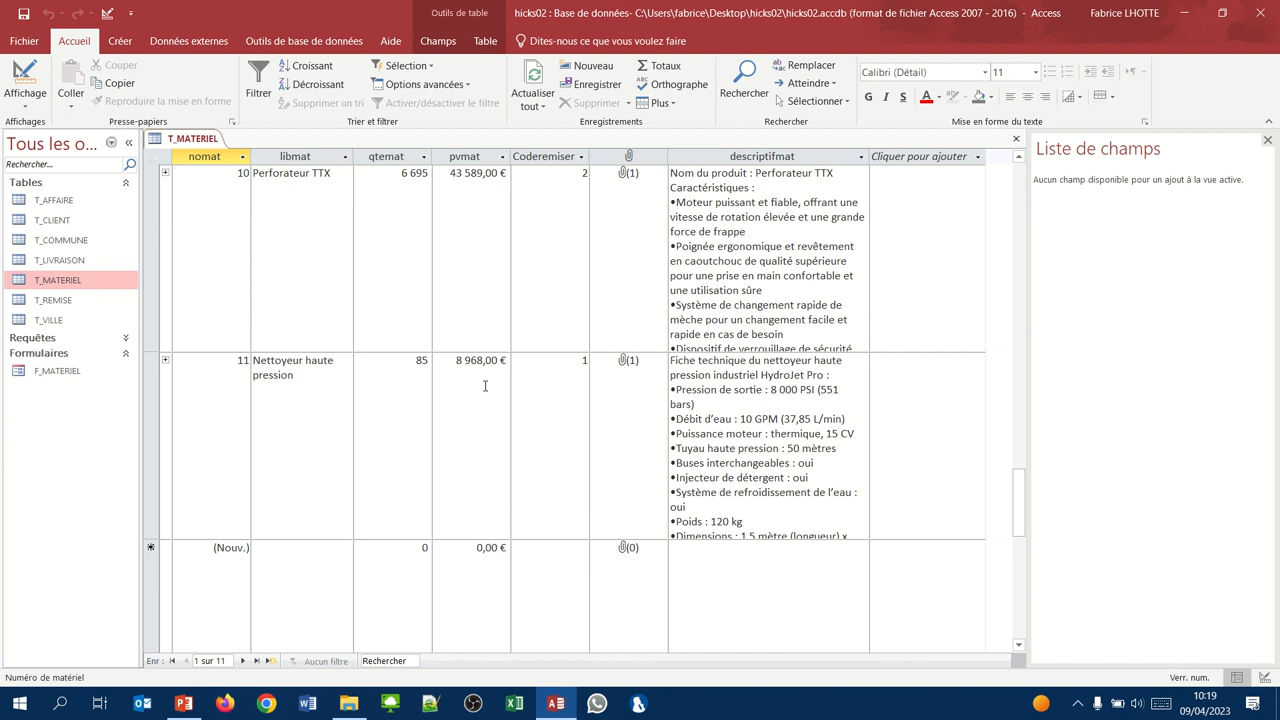 Outils de table
hicks02 : Base de données- C:\Users\fabrice\Desktop\hicks02\hicks02.accdb (format de fichier Access 2007 - 2016) - Access
Fabrice LHOTTE
Fichier
Accueil
Créer
Données externes
Outils de base de données
Aide
Champs
Table
Dites-nous ce que vous voulez faire
Affichage
Affichages
Coller
Couper
Copier
Reproduire la mise en forme
Presse-papiers
Filtrer
Croissant
Décroissant
Supprimer un tri
Sélection
Options avancées
Activer/désactiver le filtre
Trier et filtrer
Actualiser
tout
Nouveau
Enregistrer
Supprimer
Totaux
Orthographe
Plus
Enregistrements
Rechercher
Remplacer
Atteindre
Sélectionner
Rechercher
Calibri (Détail)
11
G I S
A
Mise en forme du texte
Tous les o...
Rechercher...
Tables
T_AFFAIRE
T_CLIENT
T_COMMUNE
T_LIVRAISON
T_MATERIEL
T_REMISE
T_VILLE
Requêtes
Formulaires
F_MATERIEL
T_MATERIEL
nomat libmat qtemat pvmat Coderemiser descriptifmat Cliquer pour ajouter
10 Perforateur TTX 6 695 43 589,00 € 2 (1) Nom du produit : Perforateur TTX
Caractéristiques :
•Moteur puissant et fiable, offrant une
vitesse de rotation élevée et une grande
force de frappe
•Poignée ergonomique et revêtement
en caoutchouc de qualité supérieure
pour une prise en main confortable et
une utilisation sûre
•Système de changement rapide de
mèche pour un changement facile et
rapide en cas de besoin
•Dispositif de verrouillage de sécurité
11 Nettoyeur haute 85 8 968,00 € 1 (1) Fiche technique du nettoyeur haute
pression pression industriel HydroJet Pro :
•Pression de sortie : 8 000 PSI (551
bars)
•Débit d’eau : 10 GPM (37,85 L/min)
•Puissance moteur : thermique, 15 CV
•Tuyau haute pression : 50 mètres
•Buses interchangeables : oui
•Injecteur de détergent : oui
•Système de refroidissement de l’eau :
oui
•Poids : 120 kg
•Dimensions : 1,5 mètre (longueur) x
(Nouv.) 0 0,00 € (0)
Enr : 1 sur 11 Aucun filtre Rechercher
Liste de champs
Aucun champ disponible pour un ajout à la vue active.
Numéro de matériel
Verr. num.
10:19
09/04/2023